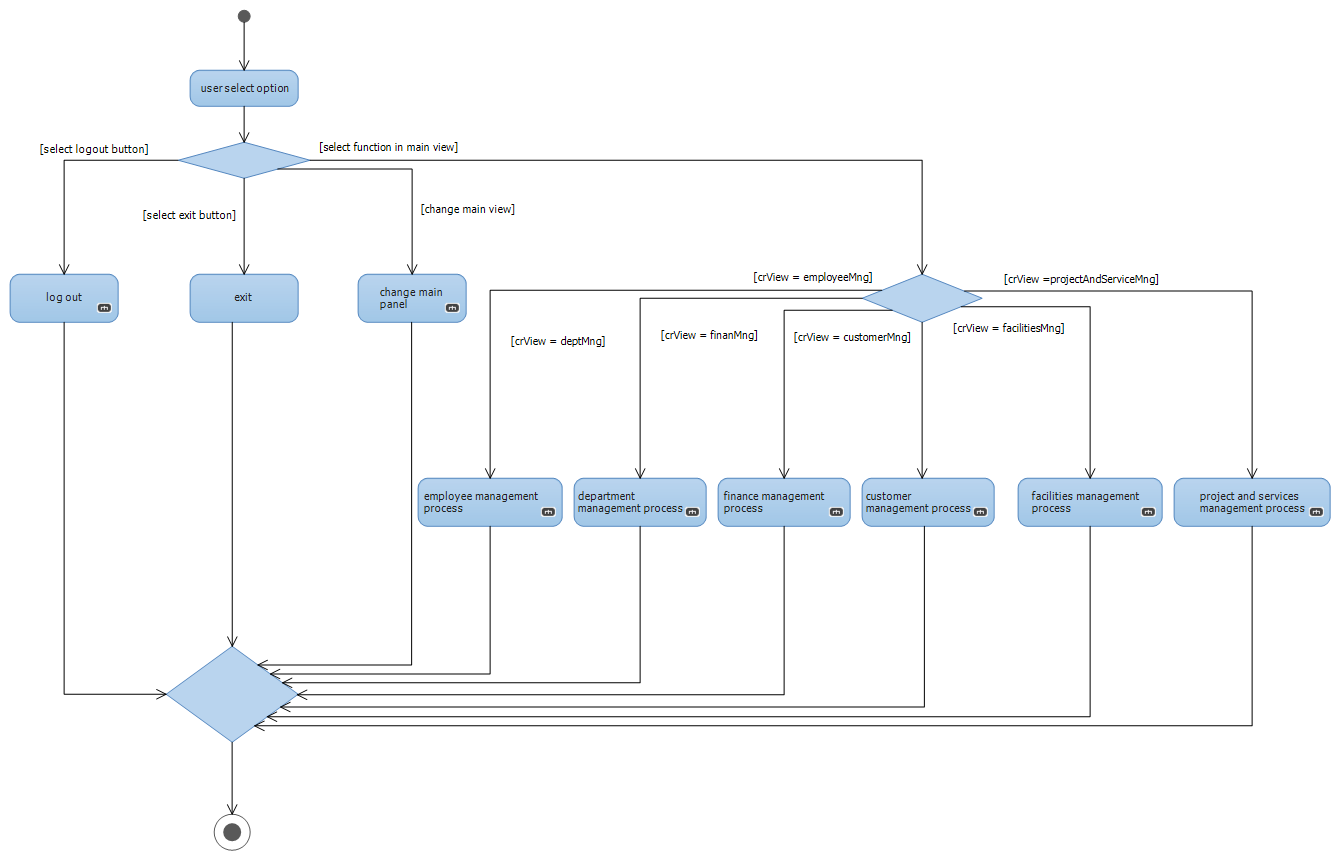 user select option
[select logout button]
[select function in main view]
[select exit button]
[change main view]
log out
exit
change main
panel
[crView = employeeMng]
[crView =projectAndServiceMng]
[crView = deptMng]
[crView = finanMng]
[crView = customerMng]
[crView = facilitiesMng]
employee management
process
department
management process
finance management
process
customer
management process
facilities management
process
project and services
management process